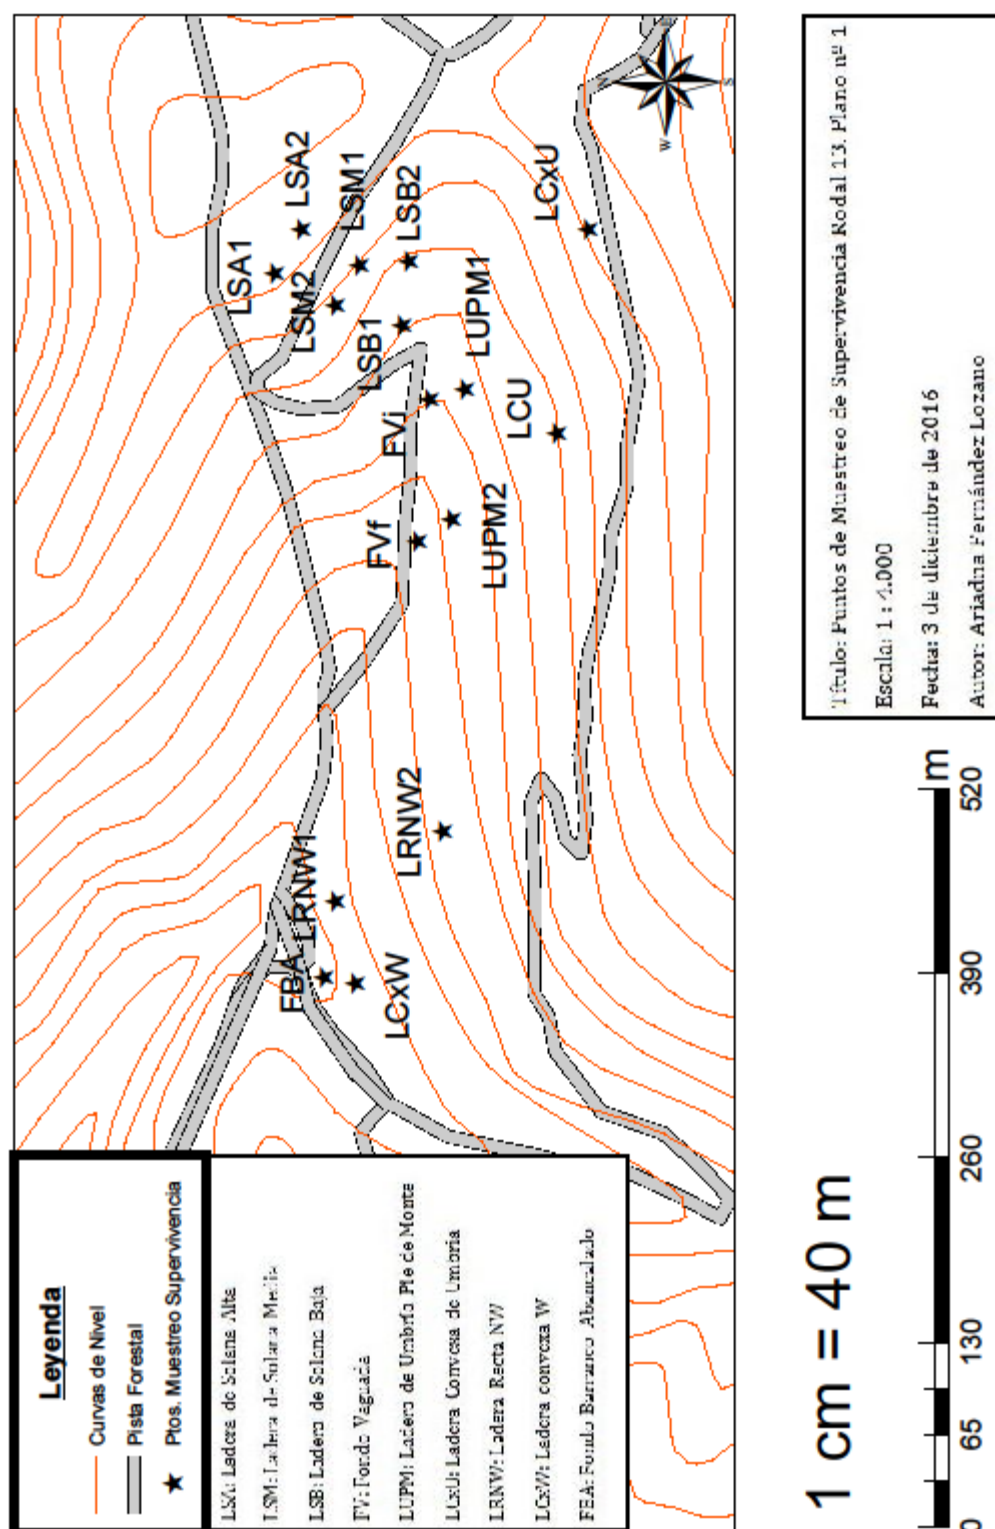 LSA1
LSA2
LSM2
LSM1
LSB1
LSB2
FVj
LUPM1
FVf
LUPM2
LCU
LCxU
LRNW1
LRNW2
FBA
LCxW
N
E
S
W
Leyenda
Curvas de Nivel
Pista Forestal
Ptos. Muestreo Supervivencia
LSA: Ladera de Solana Alta
LSM: Ladera de Solana Media
LSB: Ladera de Solana Baja
FV: Fondo Vaguada
LUPM: Ladera de Umbría Pie de Monte
LCxU: Ladera Convexa de Umbría
LRNW: Ladera Recta NW
LCxW: Ladera convexa W
FBA: Fondo Barranco Abancalado
1 cm = 40 m
0 65 130 260 390 520 m
Título: Puntos de Muestreo de Supervivencia Rodal 13. Plano nº 1
Escala: 1 : 4.000
Fecha: 3 de diciembre de 2016
Autor: Ariadna Fernández Lozano